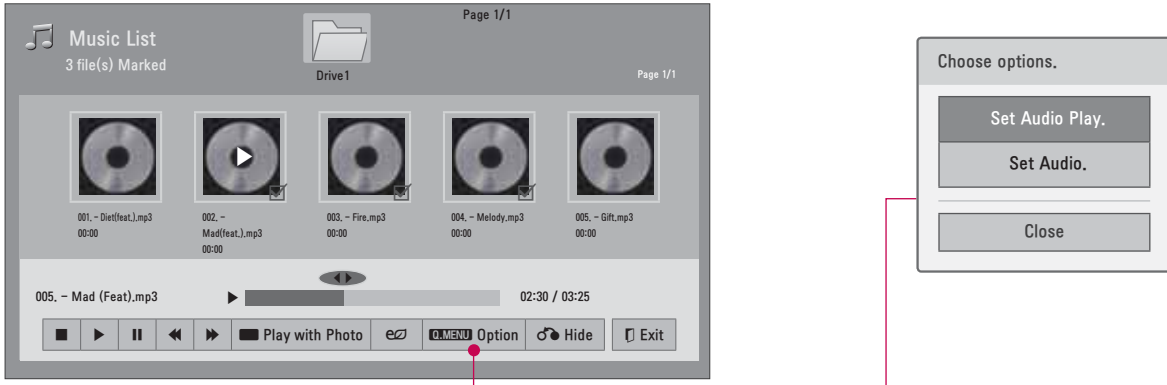 Page 1/1
Music List
3 file(s) Marked
Drive1
Page 1/1
001. - Diet(feat.).mp3
00:00
002. -
Mad(feat.).mp3
00:00
003. - Fire.mp3
00:00
004. - Melody.mp3
00:00
005. - Gift.mp3
00:00
005. - Mad (Feat).mp3
02:30 / 03:25
Play with Photo
Q.MENU Option
Hide
Exit
Choose options.
Set Audio Play.
Set Audio.
Close